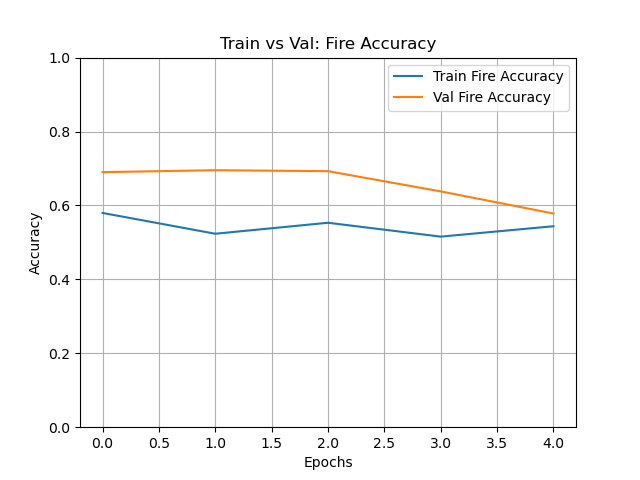 Train vs Val: Fire Accuracy
1.0
0.8
0.6
0.4
0.2
0.0
Accuracy
Train Fire Accuracy
Val Fire Accuracy
0.0 0.5 1.0 1.5 2.0 2.5 3.0 3.5 4.0
Epochs